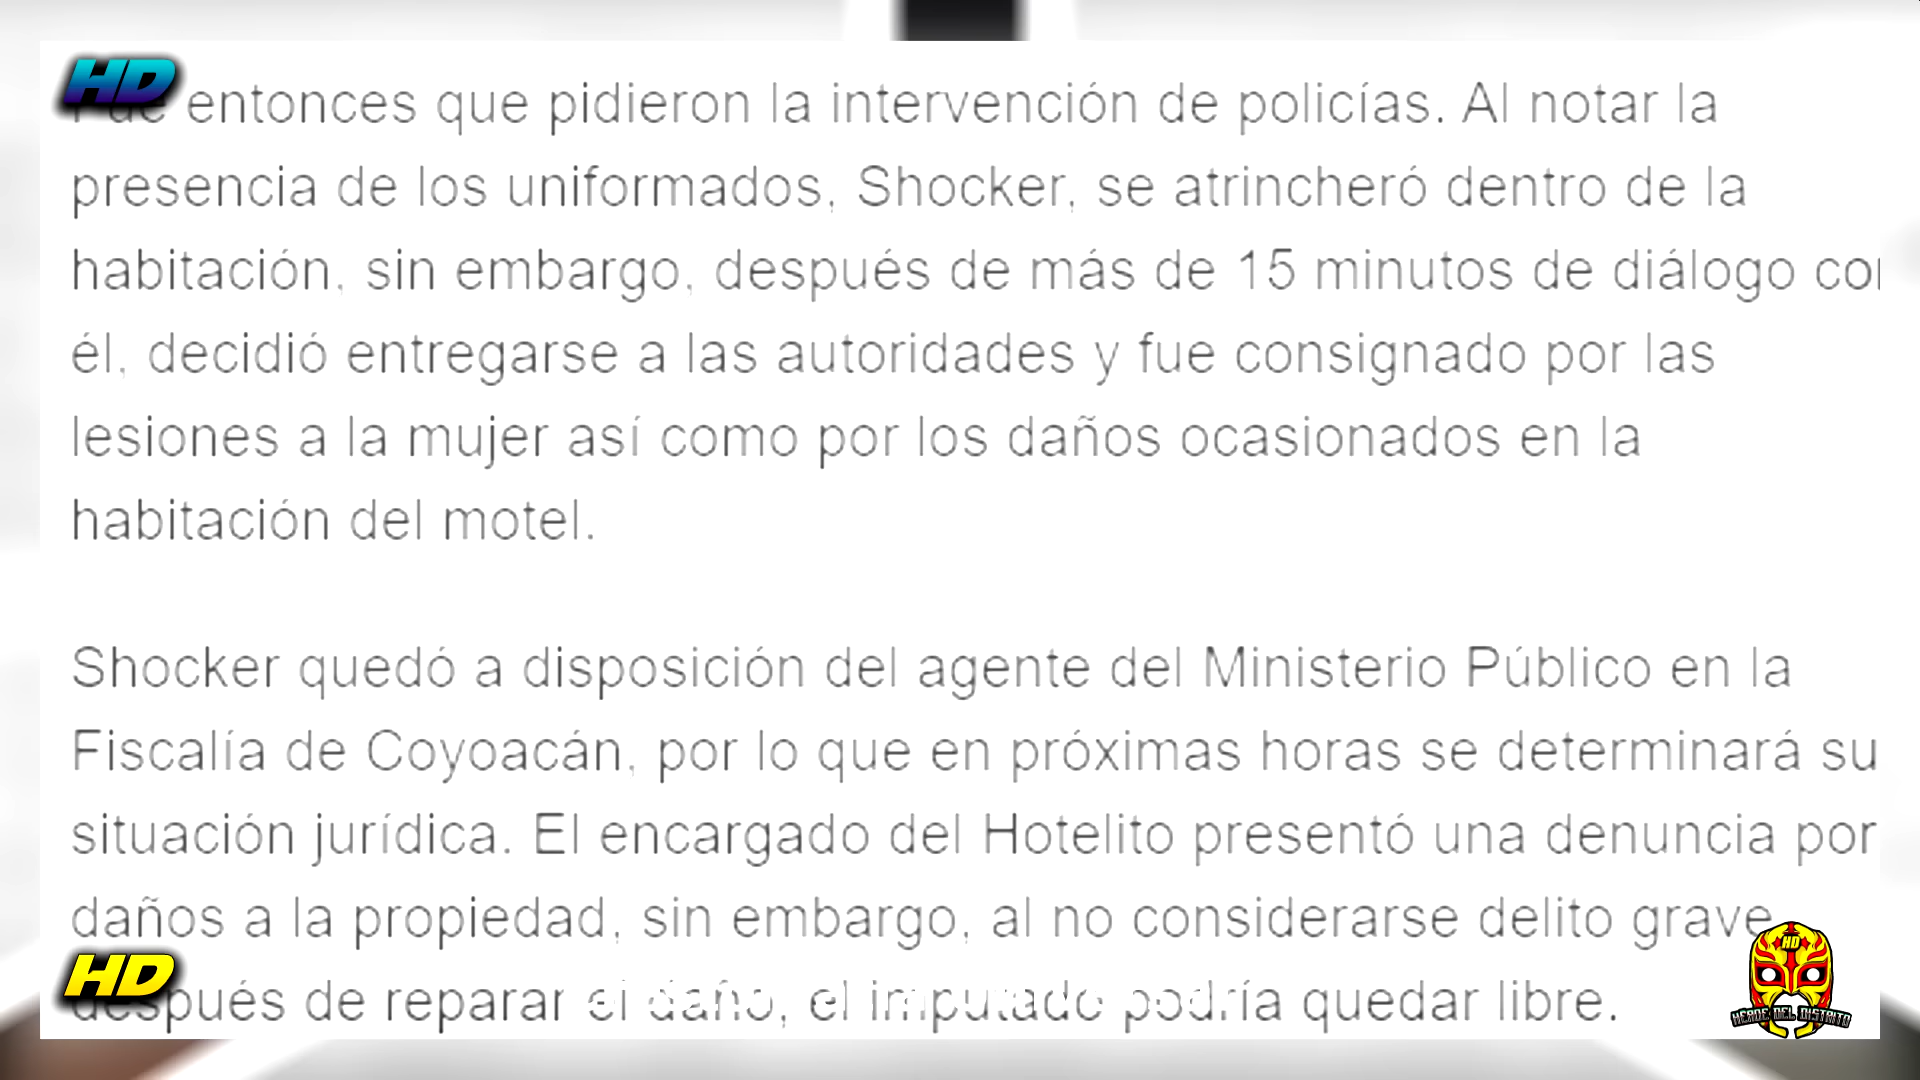 HD
Fue entonces que pidieron la intervención de policías. Al notar la
presencia de los uniformados, Shocker, se atrincheró dentro de la
habitación, sin embargo, después de más de 15 minutos de diálogo con
él, decidió entregarse a las autoridades y fue consignado por las
lesiones a la mujer así como por los daños ocasionados en la
habitación del motel.
Shocker quedó a disposición del agente del Ministerio Público en la
Fiscalía de Coyoacán, por lo que en próximas horas se determinará su
situación jurídica. El encargado del Hotelito presentó una denuncia por
daños a la propiedad, sin embargo, al no considerarse delito grave
HD
después de reparar el daño, el imputado podría quedar libre.
HD
HEROE DEL DISTRITO